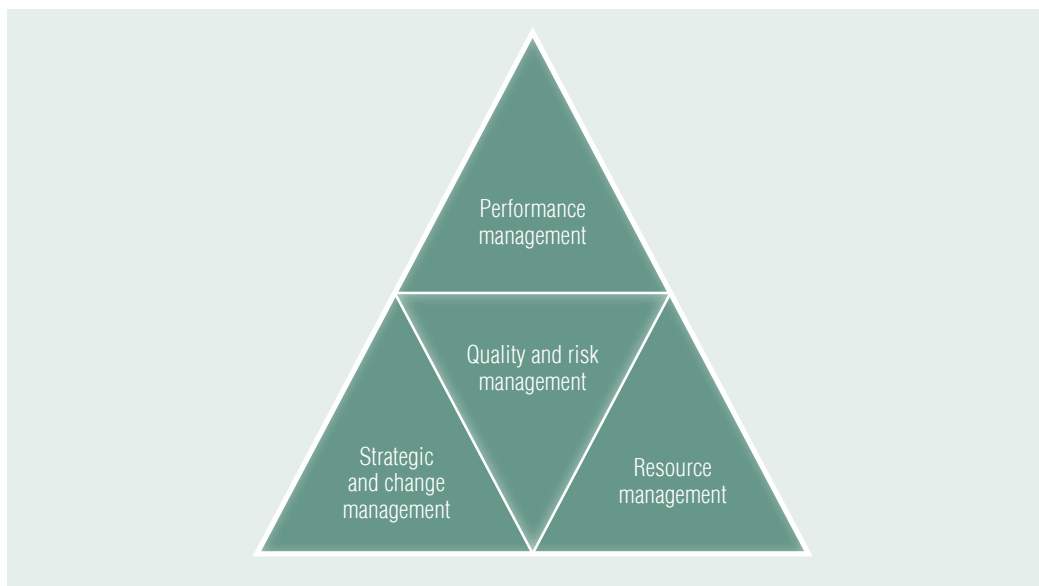 Performance
management
Quality and risk
management
Strategic
and change
management
Resource
management